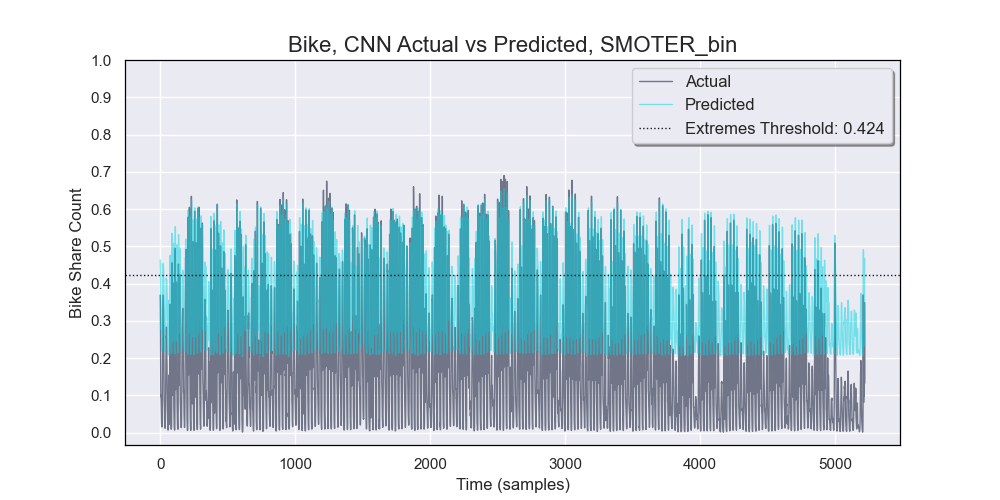 Bike, CNN Actual vs Predicted, SMOTER_bin
Actual
Predicted
Extremes Threshold: 0.424
Bike Share Count
1.0
0.9
0.8
0.7
0.6
0.5
0.4
0.3
0.2
0.1
0.0
0 1000 2000 3000 4000 5000
Time (samples)